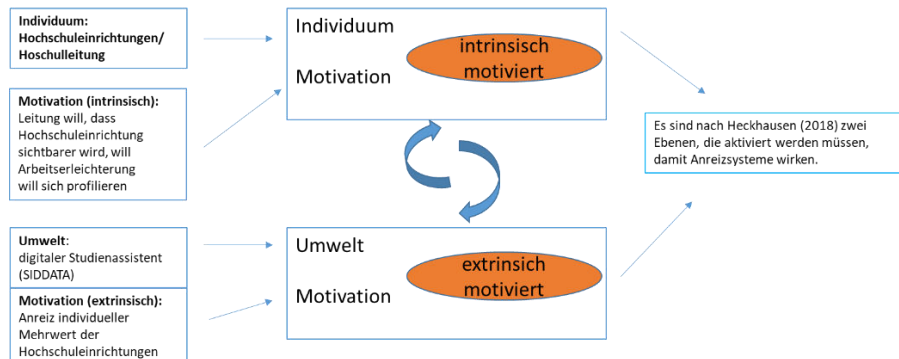 Individuum:
Hochschuleinrichtungen/
Hoschulleitung
Motivation (intrinsisch):
Leitung will, dass
Hochschuleinrichtung
sichtbarer wird, will
Arbeitserleichterung
will sich profilieren
Individuum
Motivation
intrinsisch
motiviert
Es sind nach Heckhausen (2018) zwei
Ebenen, die aktiviert werden müssen,
damit Anreizsysteme wirken.
Umwelt:
digitaler Studienassistent
(SIDDATA)
Motivation (extrinsisch):
Anreiz individueller
Mehrwert der
Hochschuleinrichtungen
Umwelt
Motivation
extrinsich
motiviert